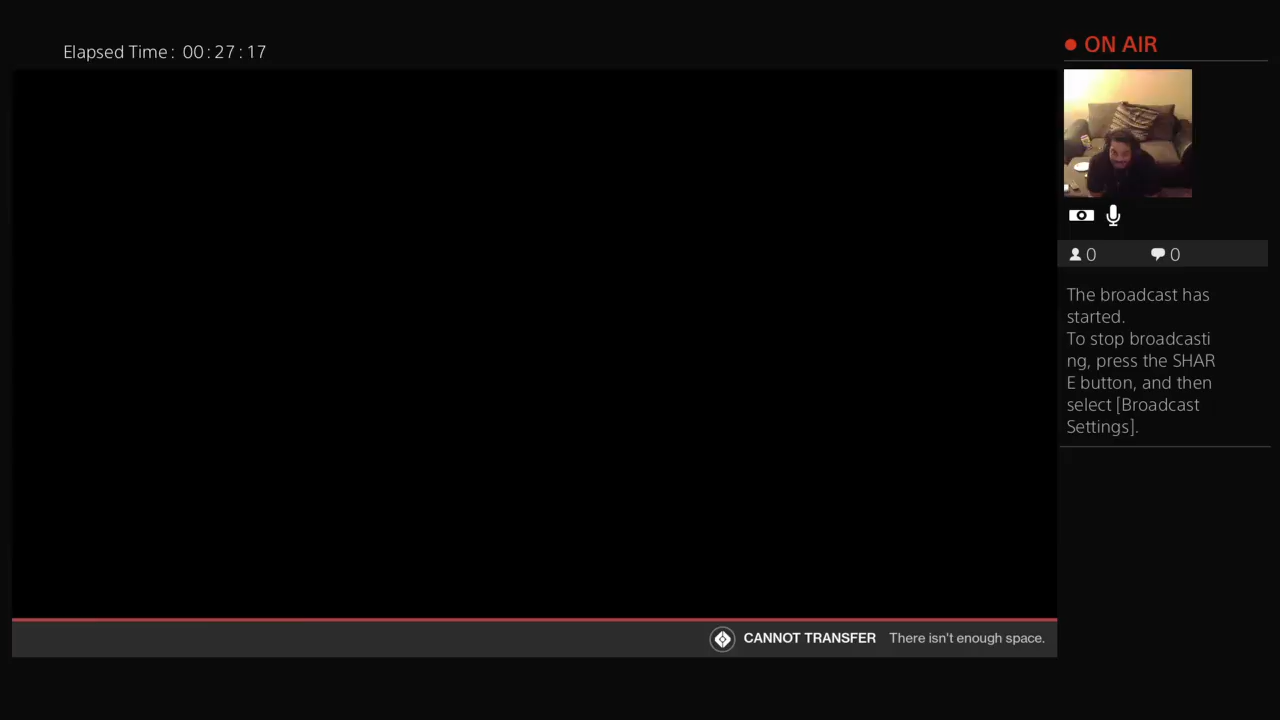 Elapsed Time: 00:27:17
ON AIR
0 0
The broadcast has
started.
To stop broadcasti
ng, press the SHAR
E button, and then
select [Broadcast
Settings].
CANNOT TRANSFER There isn't enough space.